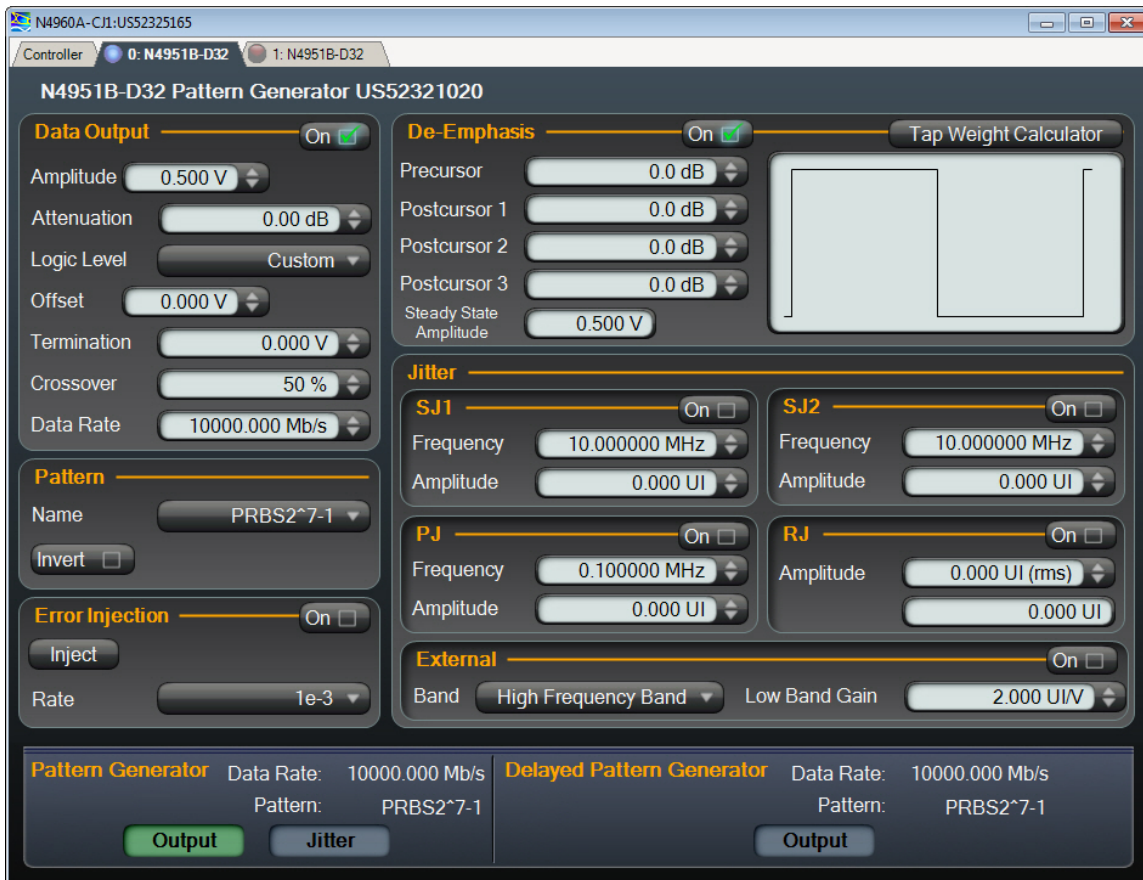 N4960A-CJ1:US52325165
Controller 0: N4951B-D32 1: N4951B-D32
N4951B-D32 Pattern Generator US52321020
Data Output On
Amplitude 0.500 V
Attenuation 0.00 dB
Logic Level Custom
Offset 0.000 V
Termination 0.000 V
Crossover 50 %
Data Rate 10000.000 Mb/s
Pattern
Name PRBS2^7-1
Invert
Error Injection On
Inject
Rate 1e-3
De-Emphasis On Tap Weight Calculator
Precursor 0.0 dB
Postcursor 1 0.0 dB
Postcursor 2 0.0 dB
Postcursor 3 0.0 dB
Steady State
Amplitude 0.500 V
Jitter
SJ1 On
Frequency 10.000000 MHz
Amplitude 0.000 UI
SJ2 On
Frequency 10.000000 MHz
Amplitude 0.000 UI
PJ On
Frequency 0.100000 MHz
Amplitude 0.000 UI
RJ On
Amplitude 0.000 UI (rms)
0.000 UI
External On
Band High Frequency Band Low Band Gain 2.000 UI/V
Pattern Generator Data Rate: 10000.000 Mb/s
Pattern: PRBS2^7-1
Output Jitter
Delayed Pattern Generator Data Rate: 10000.000 Mb/s
Pattern: PRBS2^7-1
Output